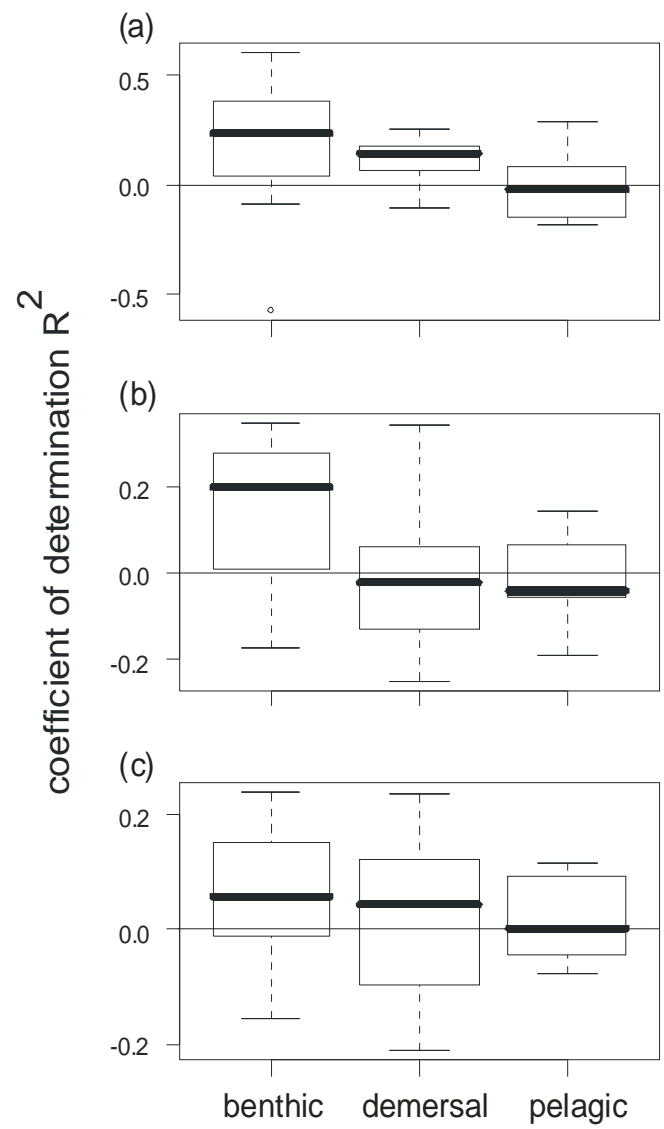 (a)
0.5
0.0
-0.5
(b)
0.2
0.0
-0.2
(c)
0.2
0.0
-0.2
coefficient of determination R²
benthic demersal pelagic